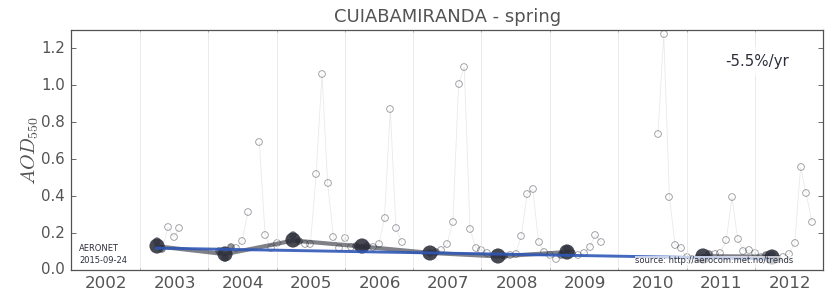 CUIABAMIRANDA - spring
-5.5%/yr
1.2
1.0
0.8
0.6
0.4
0.2
0.0
AOD550
AERONET
2015-09-24
source: http://aerocom.met.no/trends
2002 2003 2004 2005 2006 2007 2008 2009 2010 2011 2012